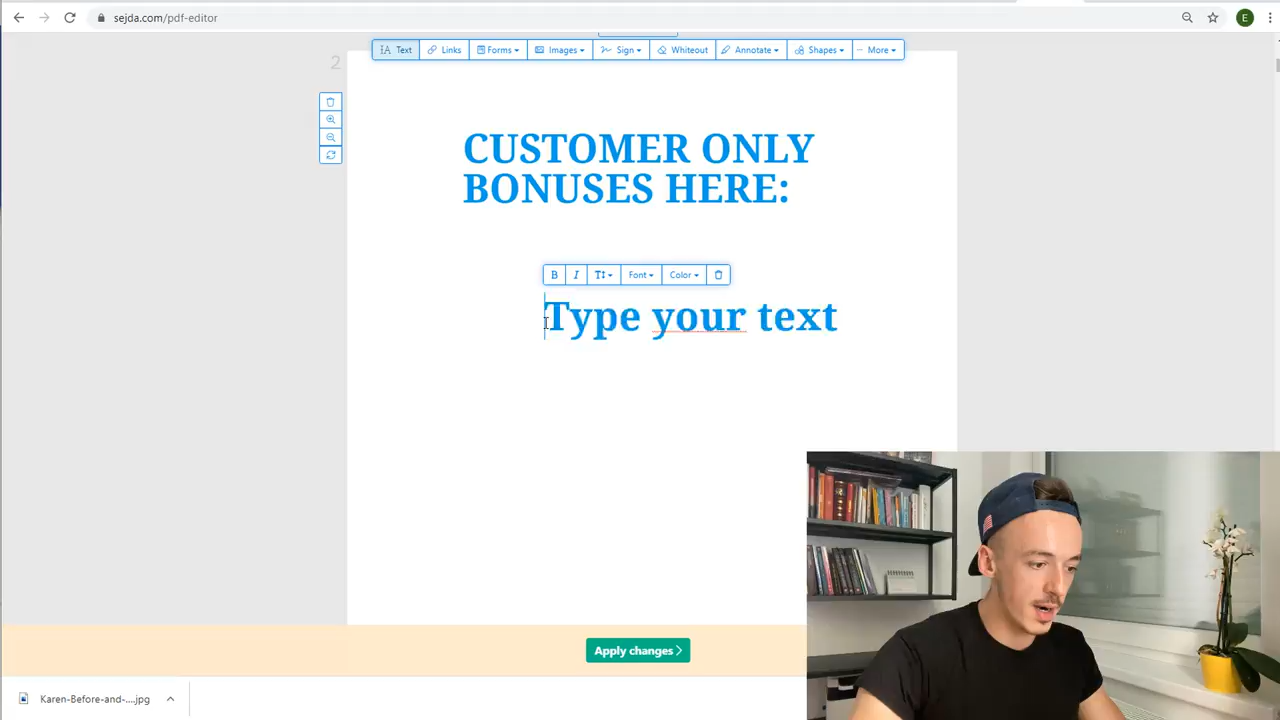 sejda.com/pdf-editor
E
Text Links Forms Images Sign Whiteout Annotate Shapes More
2
CUSTOMER ONLY
BONUSES HERE:
B I T Font Color
Type your text
Apply changes
Karen-Before-and-....jpg